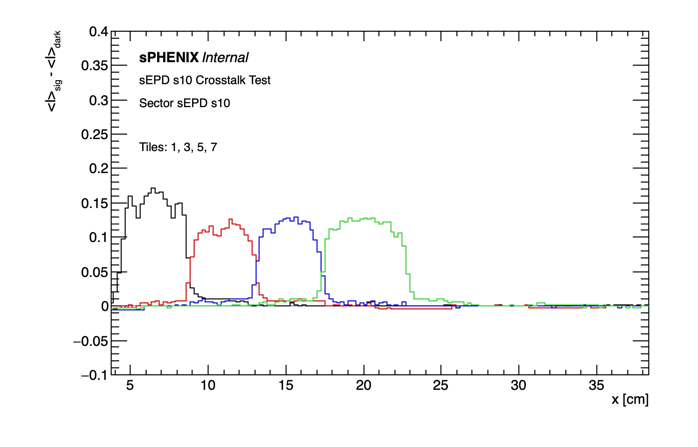 <I>sig - <I>dark
0.4
0.35
0.3
0.25
0.2
0.15
0.1
0.05
0
−0.05
−0.1
sPHENIX Internal
sEPD s10 Crosstalk Test
Sector sEPD s10
Tiles: 1, 3, 5, 7
5 10 15 20 25 30 35
x [cm]